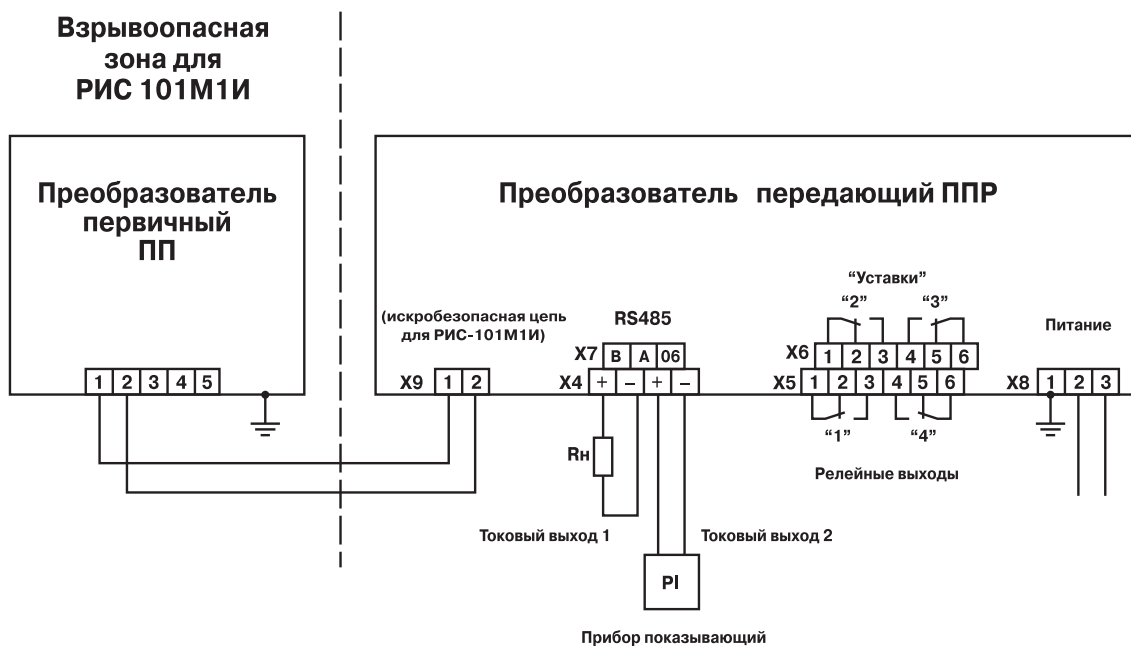 Взрывоопасная
зона для
РИС 101М1И
Преобразователь
первичный
ПП
Преобразователь передающий ППР
(искробезопасная цепь
для РИС-101М1И)
RS485
“Уставки”
“2” “3”
Питание
X7 B A 06
X6 1 2 3 4 5 6
1 2 3 4 5
X9 1 2
X4 + – + –
X5 1 2 3 4 5 6
X8 1 2 3
“1” “4”
Rн
Релейные выходы
Токовый выход 1
Токовый выход 2
PI
Прибор показывающий